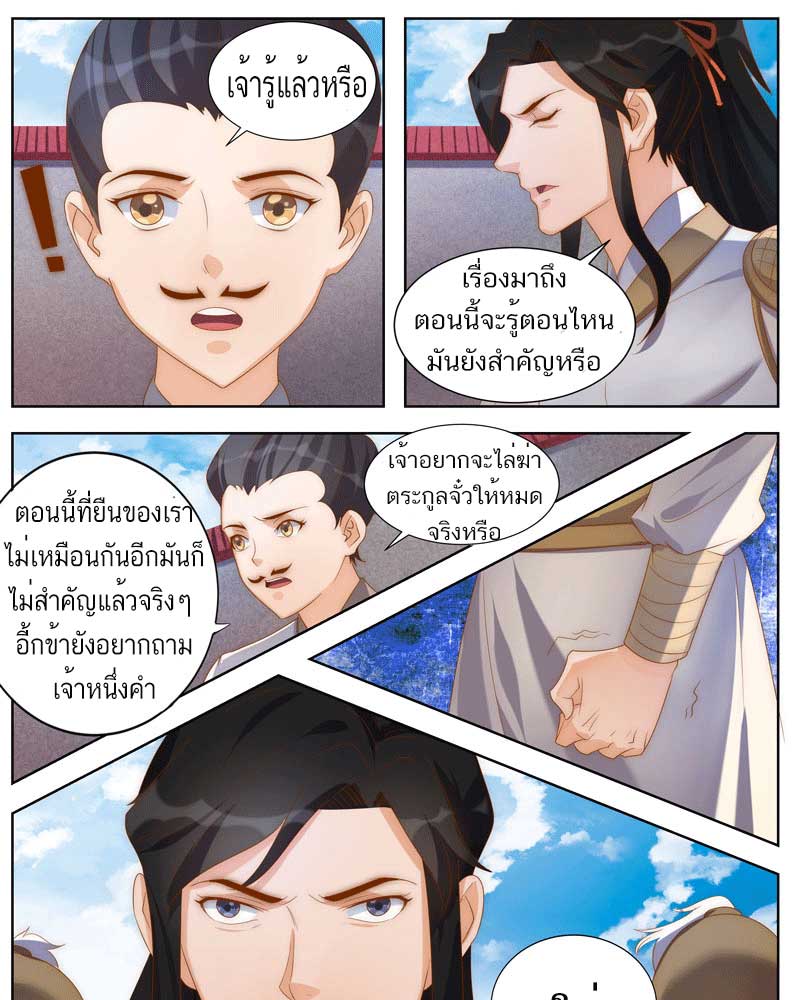 เจ้ารู้แล้วหรือ
!
เรื่องมาถึง
ตอนนี้จะรู้ตอนไหน
มันยังสำคัญหรือ
ตอนนี้ที่ยืนของเรา
ไม่เหมือนกันอีกมันก็
ไม่สำคัญแล้วจริงๆ
อี้กข้ายังอยากถาม
เจ้าหนึ่งคำ
เจ้าอยากจะไล่ฆ่า
ตระกูลจั๋วให้หมด
จริงหรือ